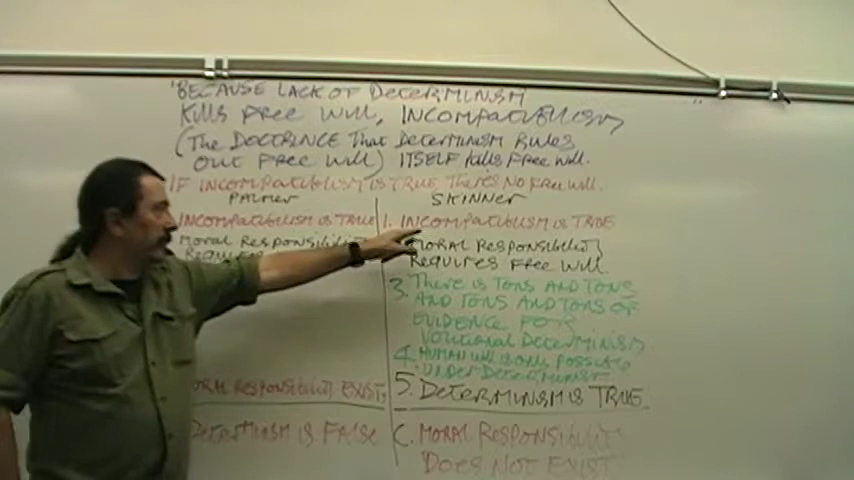 "BECAUSE LACK OF DETERMINISM
KILLS FREE WILL, INCOMPATIBILISM
(THE DOCTRINE THAT DETERMINISM RULES
OUT FREE WILL) ITSELF KILLS FREE WILL."
IF INCOMPATIBILISM IS TRUE, THERE'S NO FREE WILL.
PALMER
INCOMPATIBILISM IS TRUE
MORAL RESPONSIBILITY
MORAL RESPONSIBILITY EXISTS
DETERMINISM IS FALSE
SKINNER
1. INCOMPATIBILISM IS TRUE
MORAL RESPONSIBILITY
REQUIRES FREE WILL.
3. THERE IS TONS AND TONS
AND TONS AND TONS OF
EVIDENCE FOR
VOLITIONAL DETERMINISM
4. HUMAN WILL IS ONLY POSSIBLE
UNDER DETERMINISM
5. DETERMINISM IS TRUE.
C. MORAL RESPONSIBILITY
DOES NOT EXIST